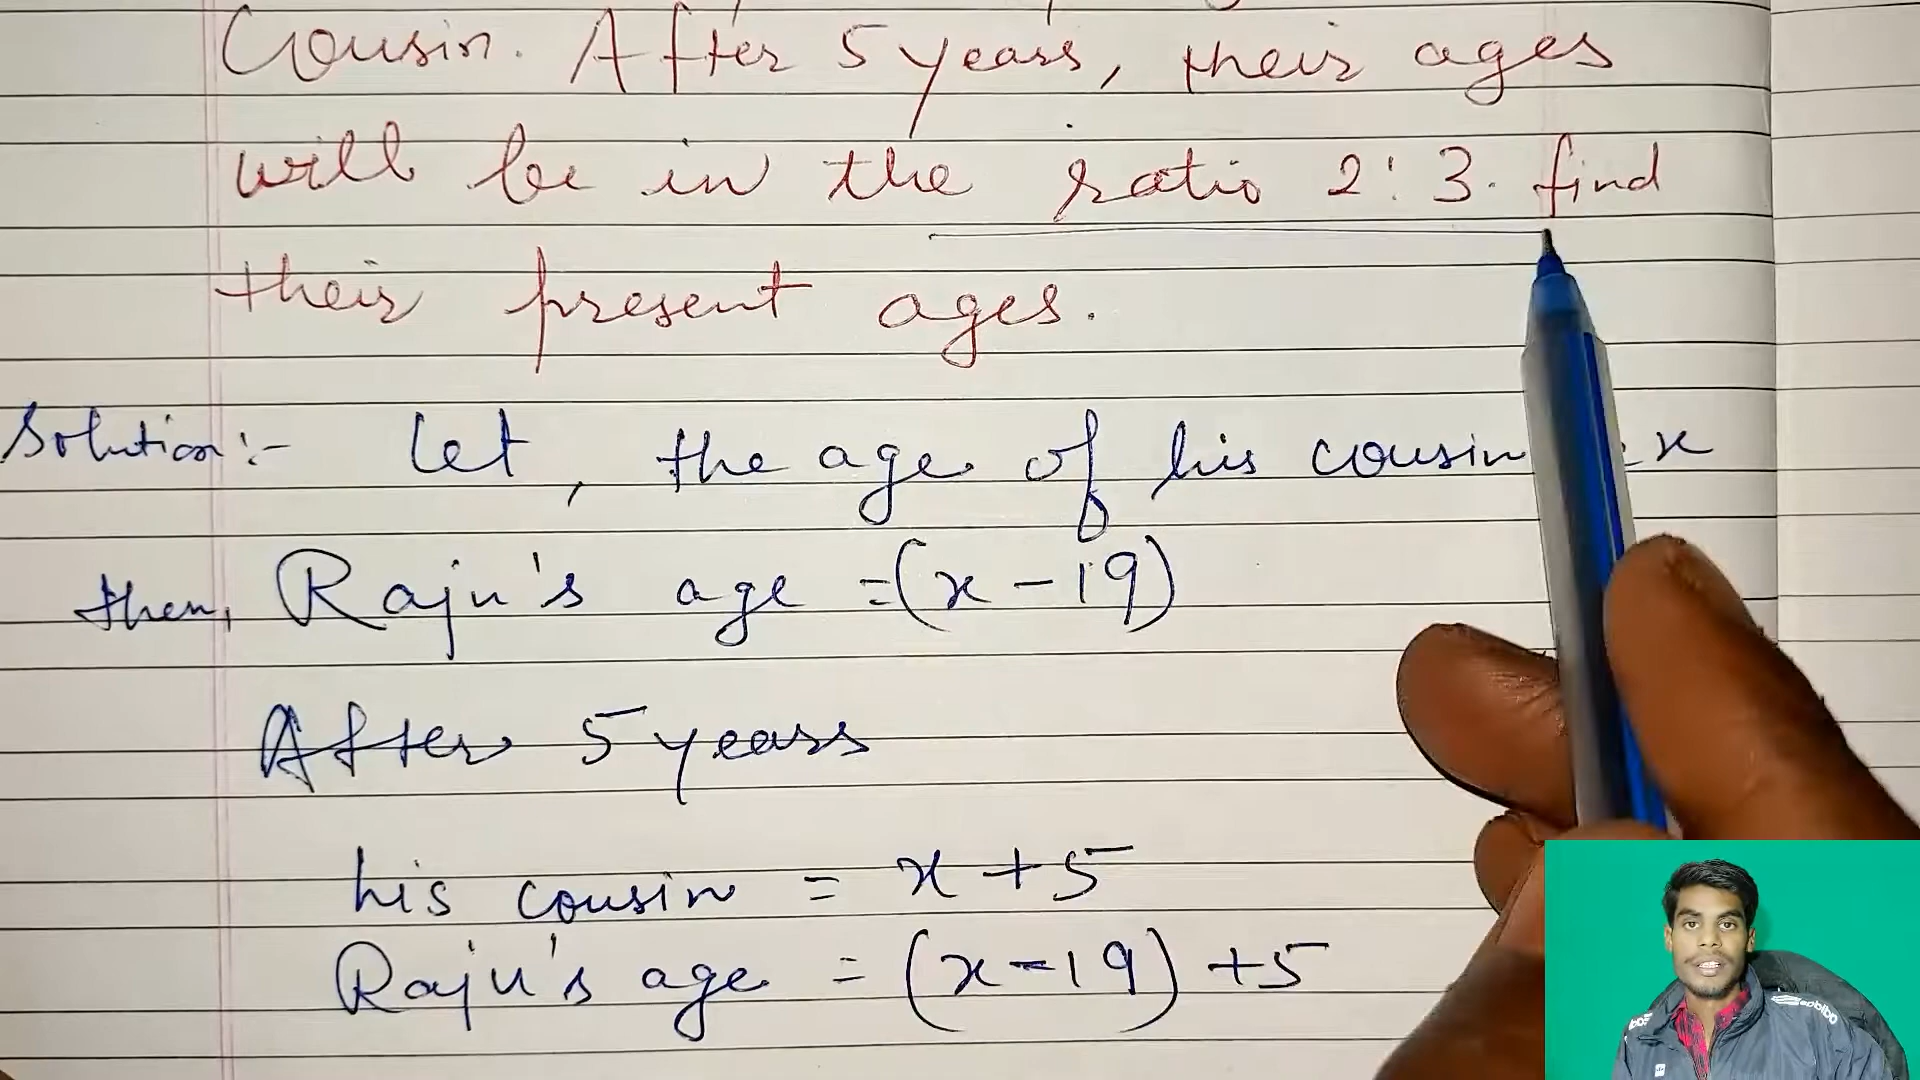 Cousin. After 5 years, their ages
will be in the ratio 2:3. find
their present ages.
Solution:- Let, the age of his cousin = x
then, Raju's age =(x-19)
After 5 years
his cousin = x+5
Raju's age = (x-19) +5